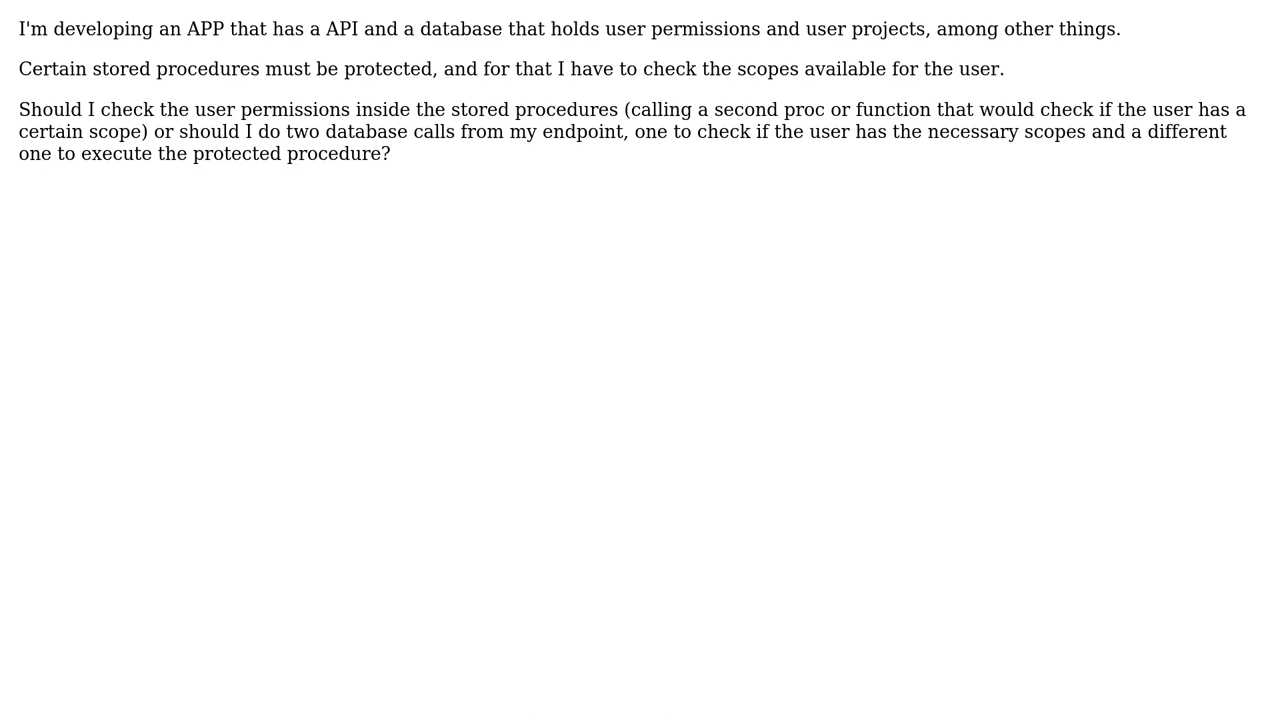 I'm developing an APP that has a API and a database that holds user permissions and user projects, among other things.
Certain stored procedures must be protected, and for that I have to check the scopes available for the user.
Should I check the user permissions inside the stored procedures (calling a second proc or function that would check if the user has a
certain scope) or should I do two database calls from my endpoint, one to check if the user has the necessary scopes and a different
one to execute the protected procedure?